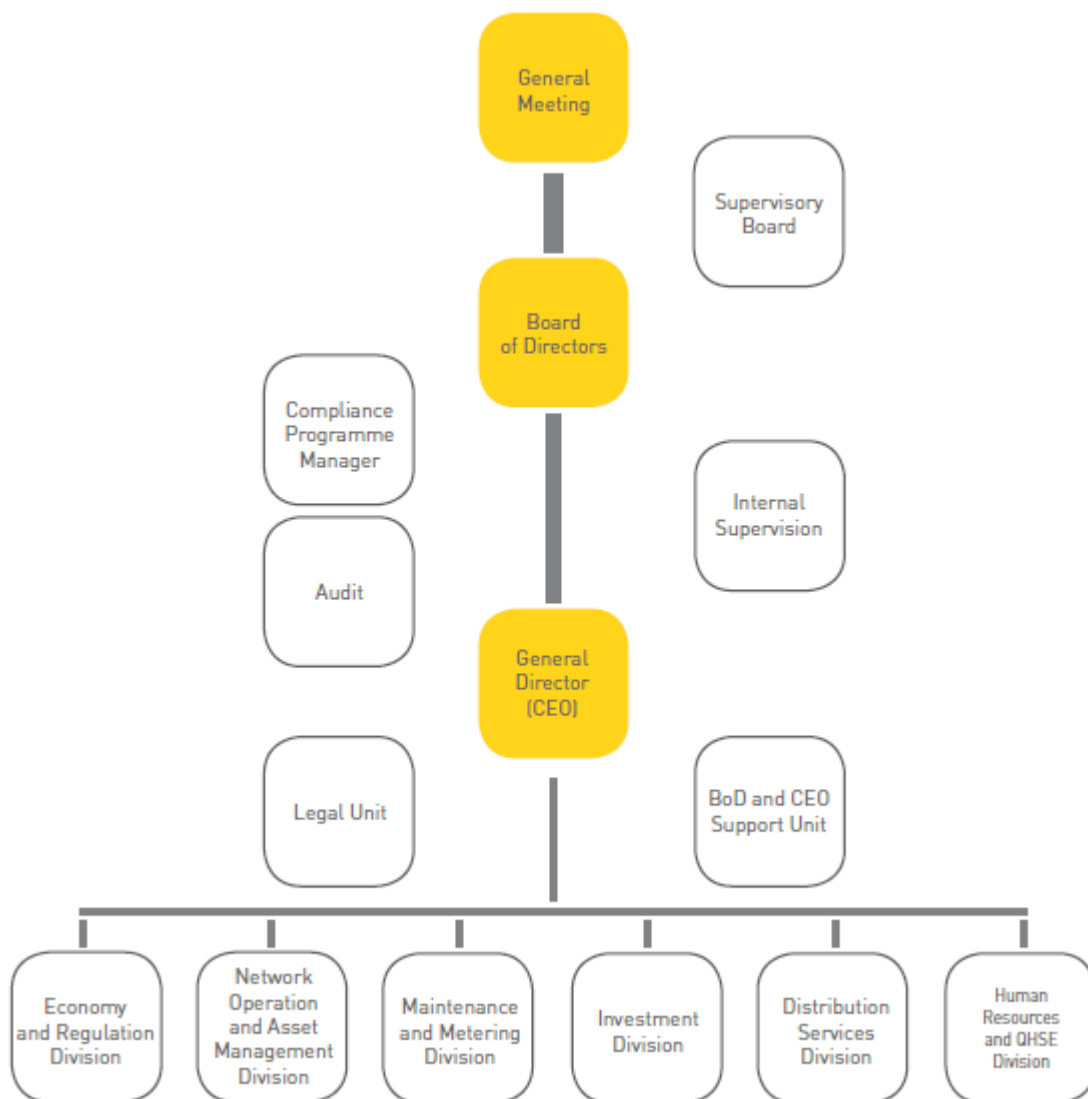 General
Meeting
Supervisory
Board
Board
of Directors
Compliance
Programme
Manager
Internal
Supervision
Audit
General
Director
(CEO)
Legal Unit
BoD and CEO
Support Unit
Economy
and Regulation
Division
Network
Operation
and Asset
Management
Division
Maintenance
and Metering
Division
Investment
Division
Distribution
Services
Division
Human
Resources
and QHSE
Division